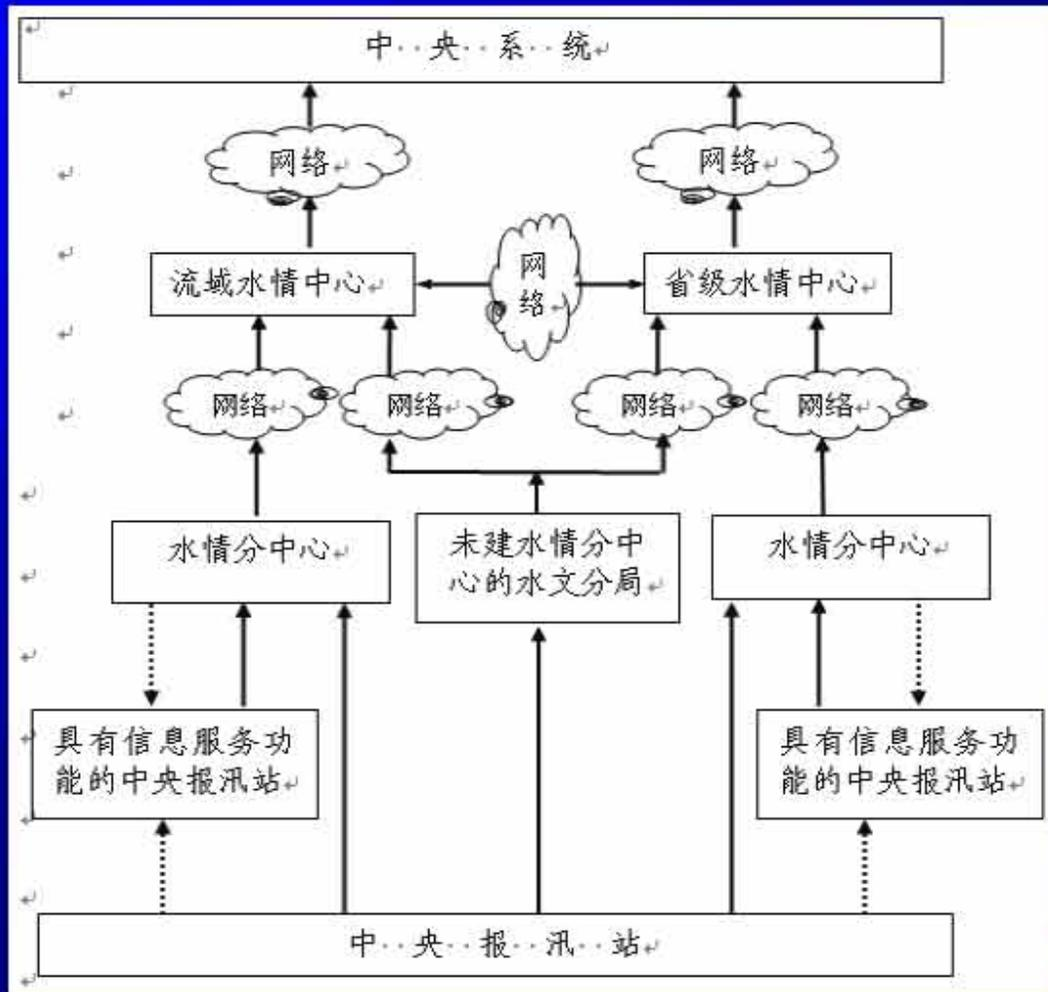 中··央··系··统
网络
网络
流域水情中心
网
络
省级水情中心
网络
网络
网络
网络
水情分中心
未建水情分中
心的水文分局
水情分中心
具有信息服务功
能的中央报汛站
具有信息服务功
能的中央报汛站
中··央··报··汛··站